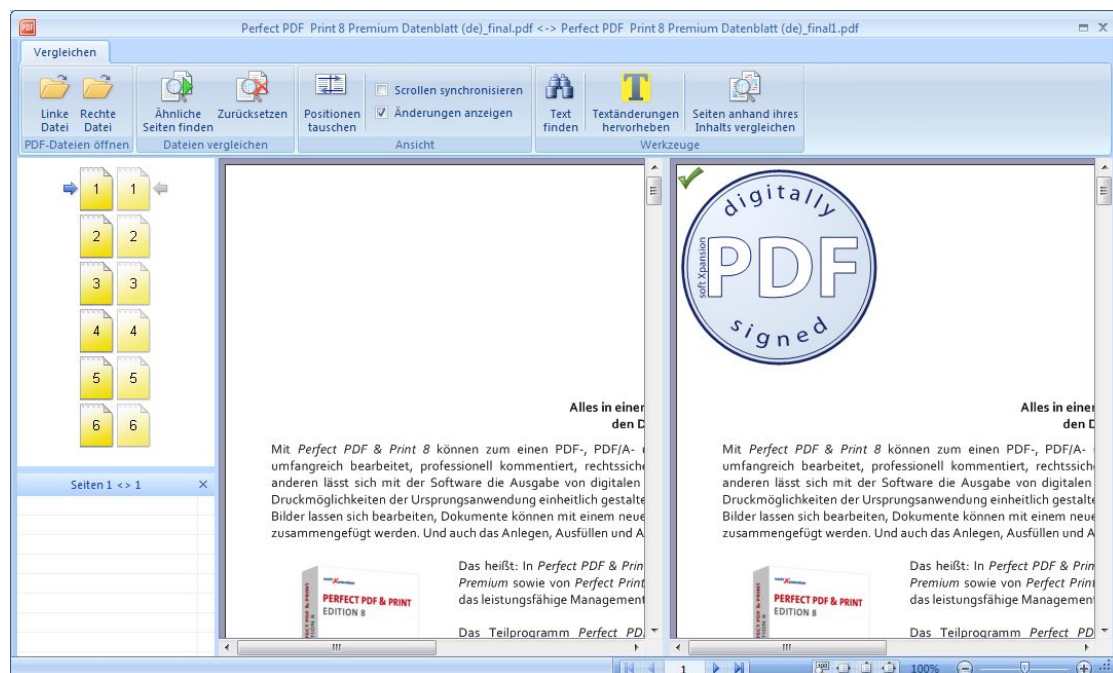 Perfect PDF Print 8 Premium Datenblatt (de)_final.pdf <-> Perfect PDF Print 8 Premium Datenblatt (de)_final1.pdf
Vergleichen
Linke Datei
Rechte Datei
PDF-Dateien öffnen
Ähnliche Seiten finden
Zurücksetzen
Dateien vergleichen
Positionen tauschen
Scrollen synchronisieren
Änderungen anzeigen
Ansicht
Text finden
Textänderungen hervorheben
Seiten anhand ihres Inhalts vergleichen
Werkzeuge
1 1
2 2
3 3
4 4
5 5
6 6
Seiten 1 <> 1
Alles in einer
den D
Mit Perfect PDF & Print 8 können zum einen PDF-, PDF/A-
umfangreich bearbeitet, professionell kommentiert, rechtssiche
anderen lässt sich mit der Software die Ausgabe von digitalen
Druckmöglichkeiten der Ursprungsanwendung einheitlich gestalte
Bilder lassen sich bearbeiten, Dokumente können mit einem neue
zusammengefügt werden. Und auch das Anlegen, Ausfüllen und A
Das heißt: In Perfect PDF & Prin
Premium sowie von Perfect Print
das leistungsfähige Management
Das Teilprogramm Perfect PD
PERFECT PDF & PRINT
EDITION 8
digitally
PDF
signed
soft Xpansion
Alles in einer
den D
Mit Perfect PDF & Print 8 können zum einen PDF-, PDF/A-
umfangreich bearbeitet, professionell kommentiert, rechtssiche
anderen lässt sich mit der Software die Ausgabe von digitalen
Druckmöglichkeiten der Ursprungsanwendung einheitlich gestalte
Bilder lassen sich bearbeiten, Dokumente können mit einem neue
zusammengefügt werden. Und auch das Anlegen, Ausfüllen und A
Das heißt: In Perfect PDF & Prin
Premium sowie von Perfect Print
das leistungsfähige Management
Das Teilprogramm Perfect PD
PERFECT PDF & PRINT
EDITION 8
1
100%